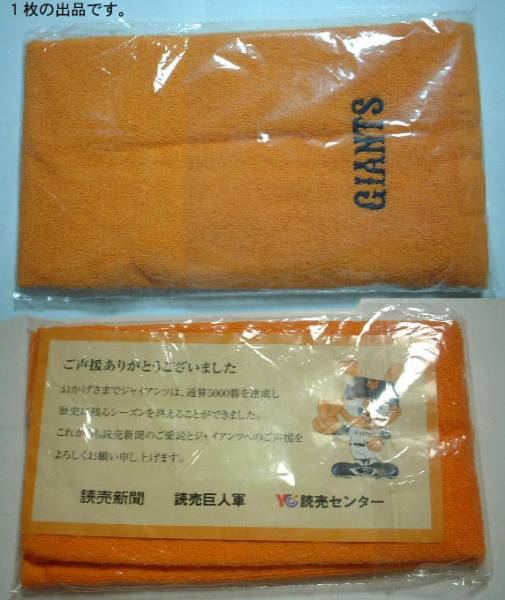 1枚の出品です。
GIANTS
ご声援ありがとうございました
おかげさまでジャイアンツは、通算5000勝を達成し
歴史に残るシーズンを終えることができました。
これからも読売新聞のご愛読とジャイアンツへのご声援を
よろしくお願い申し上げます。
読売新聞 読売巨人軍 YC読売センター